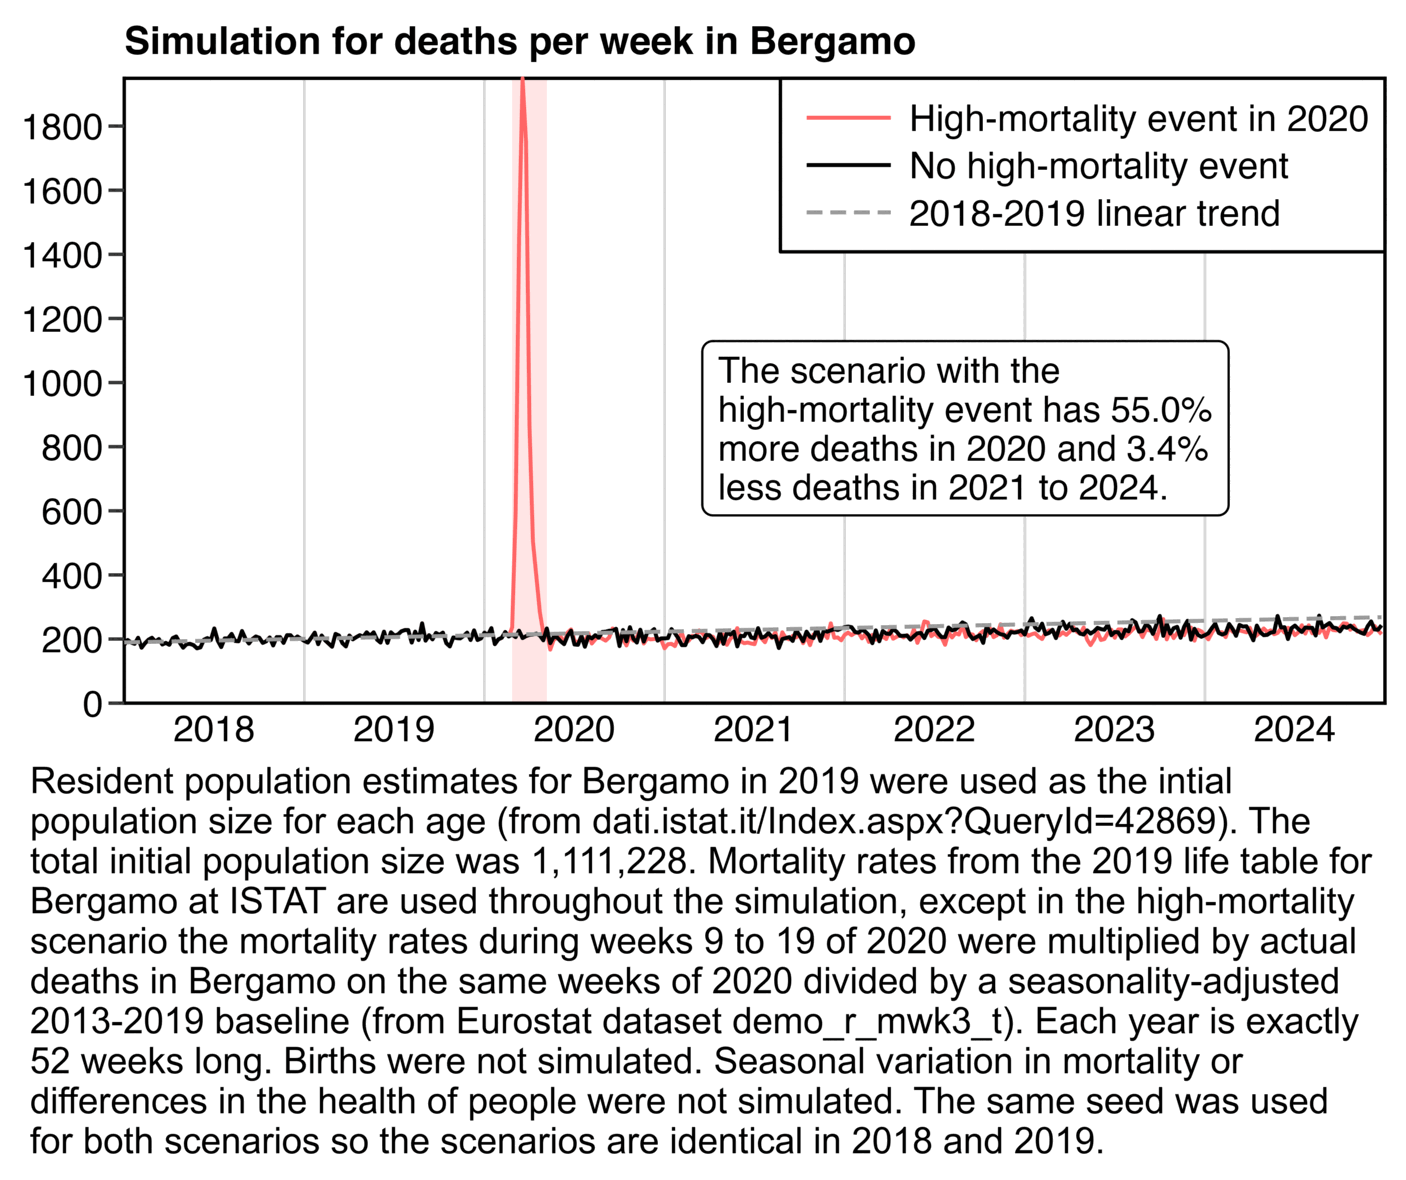 Simulation for deaths per week in Bergamo
High-mortality event in 2020
No high-mortality event
2018-2019 linear trend
1800
1600
1400
1200
1000
800
600
400
200
0
The scenario with the
high-mortality event has 55.0%
more deaths in 2020 and 3.4%
less deaths in 2021 to 2024.
2018 2019 2020 2021 2022 2023 2024
Resident population estimates for Bergamo in 2019 were used as the intial
population size for each age (from dati.istat.it/Index.aspx?QueryId=42869). The
total initial population size was 1,111,228. Mortality rates from the 2019 life table for
Bergamo at ISTAT are used throughout the simulation, except in the high-mortality
scenario the mortality rates during weeks 9 to 19 of 2020 were multiplied by actual
deaths in Bergamo on the same weeks of 2020 divided by a seasonality-adjusted
2013-2019 baseline (from Eurostat dataset demo_r_mwk3_t). Each year is exactly
52 weeks long. Births were not simulated. Seasonal variation in mortality or
differences in the health of people were not simulated. The same seed was used
for both scenarios so the scenarios are identical in 2018 and 2019.